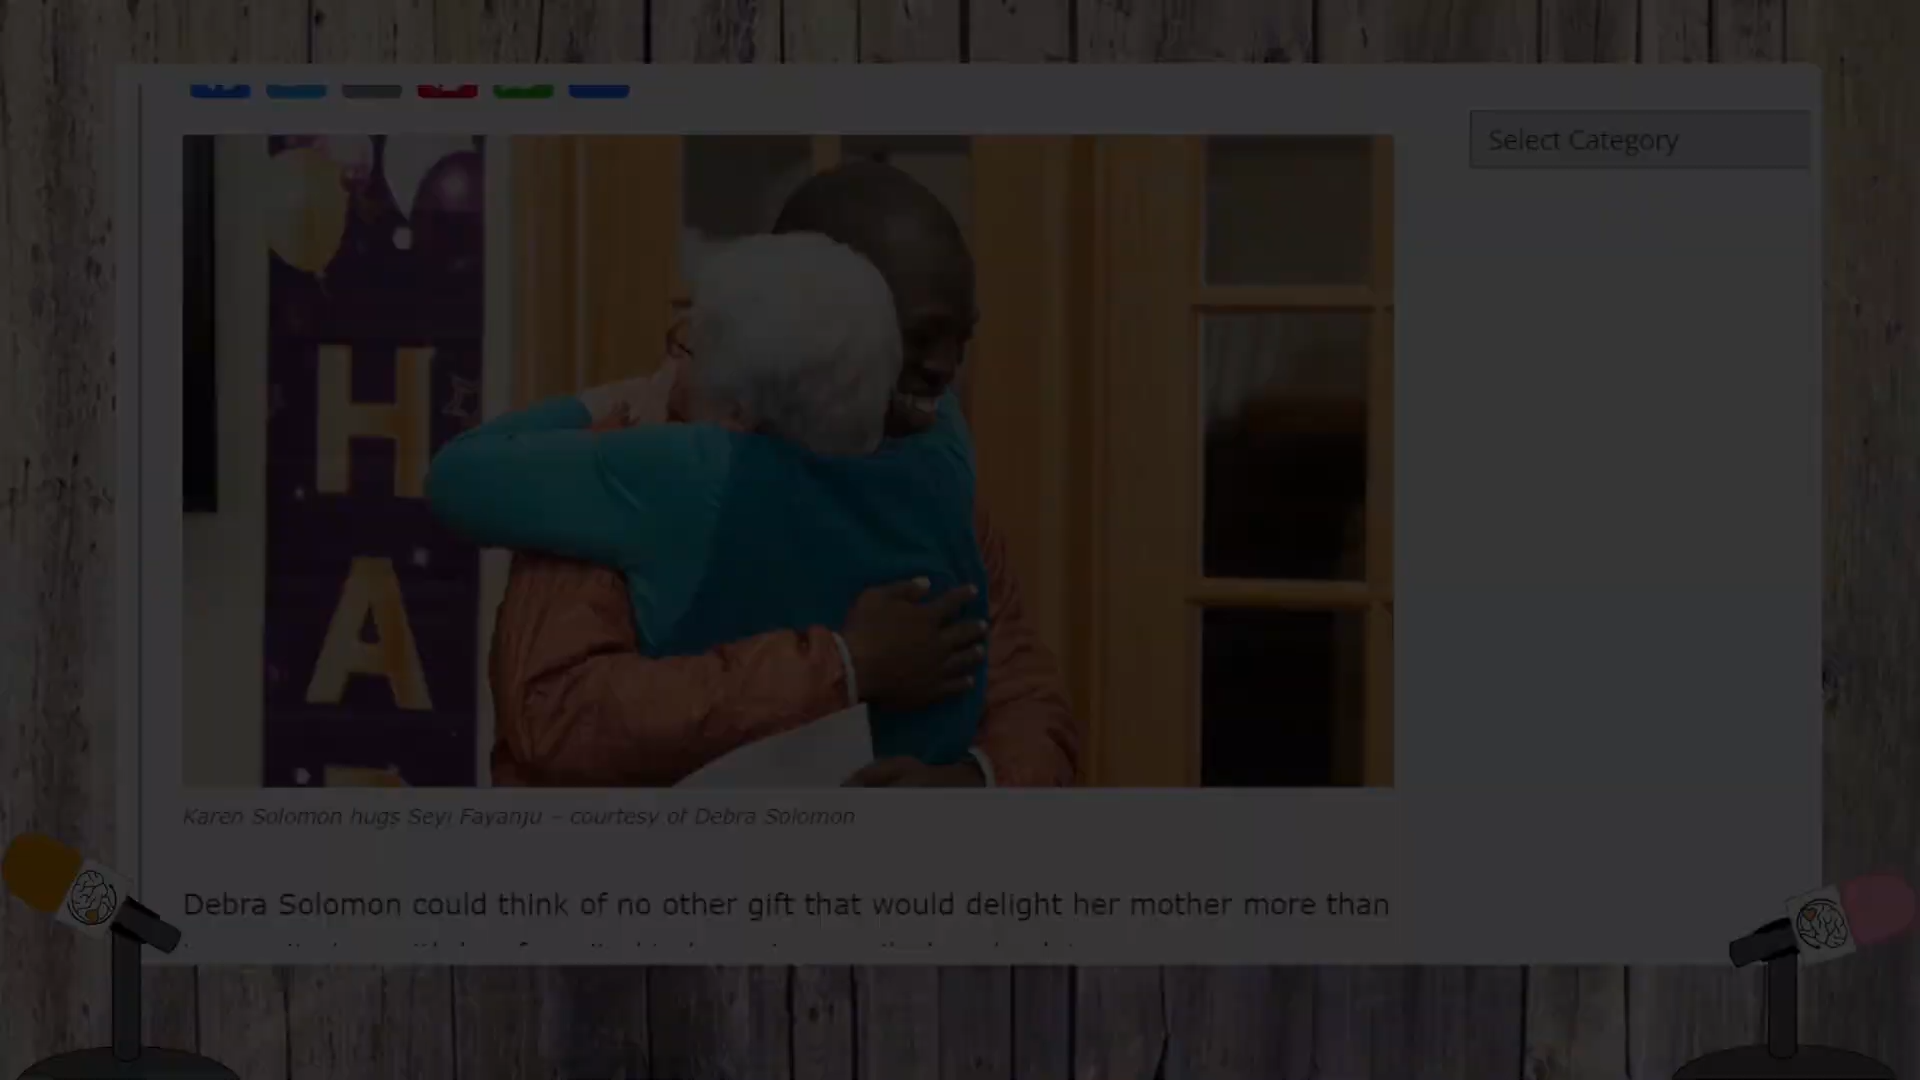 Select Category
H
A
Karen Solomon hugs Seyi Fayanju – courtesy of Debra Solomon
Debra Solomon could think of no other gift that would delight her mother more than